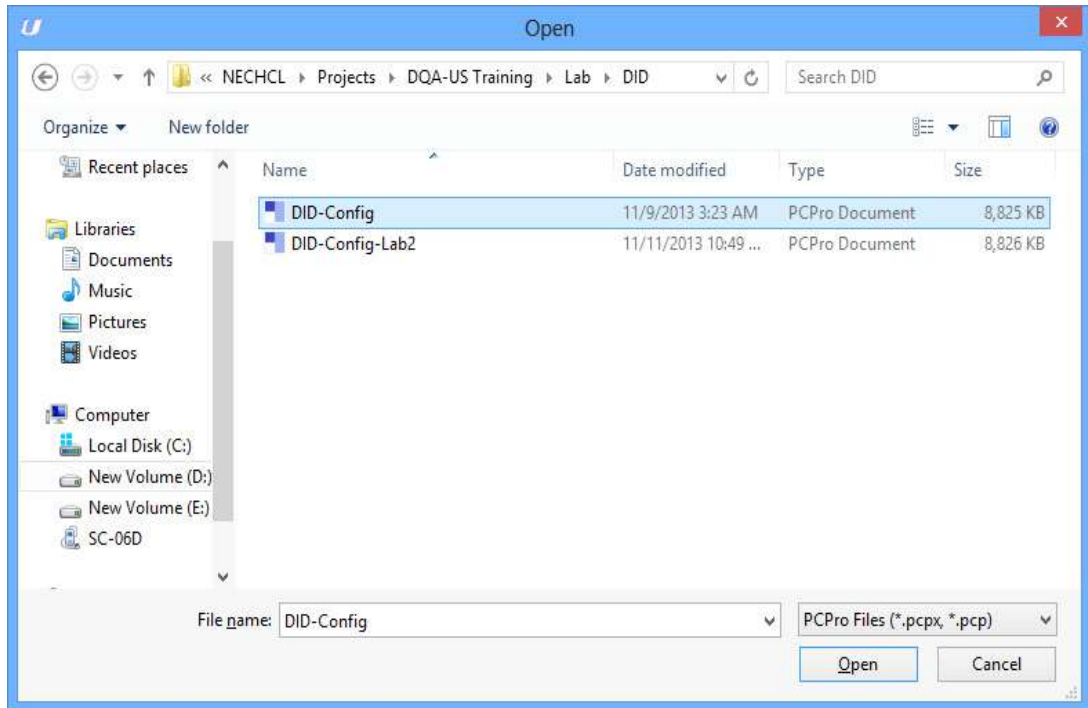 Open
« NECHCL ▸ Projects ▸ DQA-US Training ▸ Lab ▸ DID Search DID
Organize ▾ New folder
Recent places
Libraries
Documents
Music
Pictures
Videos
Computer
Local Disk (C:)
New Volume (D:)
New Volume (E:)
SC-06D
Name Date modified Type Size
DID-Config 11/9/2013 3:23 AM PCPro Document 8,825 KB
DID-Config-Lab2 11/11/2013 10:49 ... PCPro Document 8,826 KB
File name: DID-Config PCPro Files (*.pcpx, *.pcp)
Open Cancel